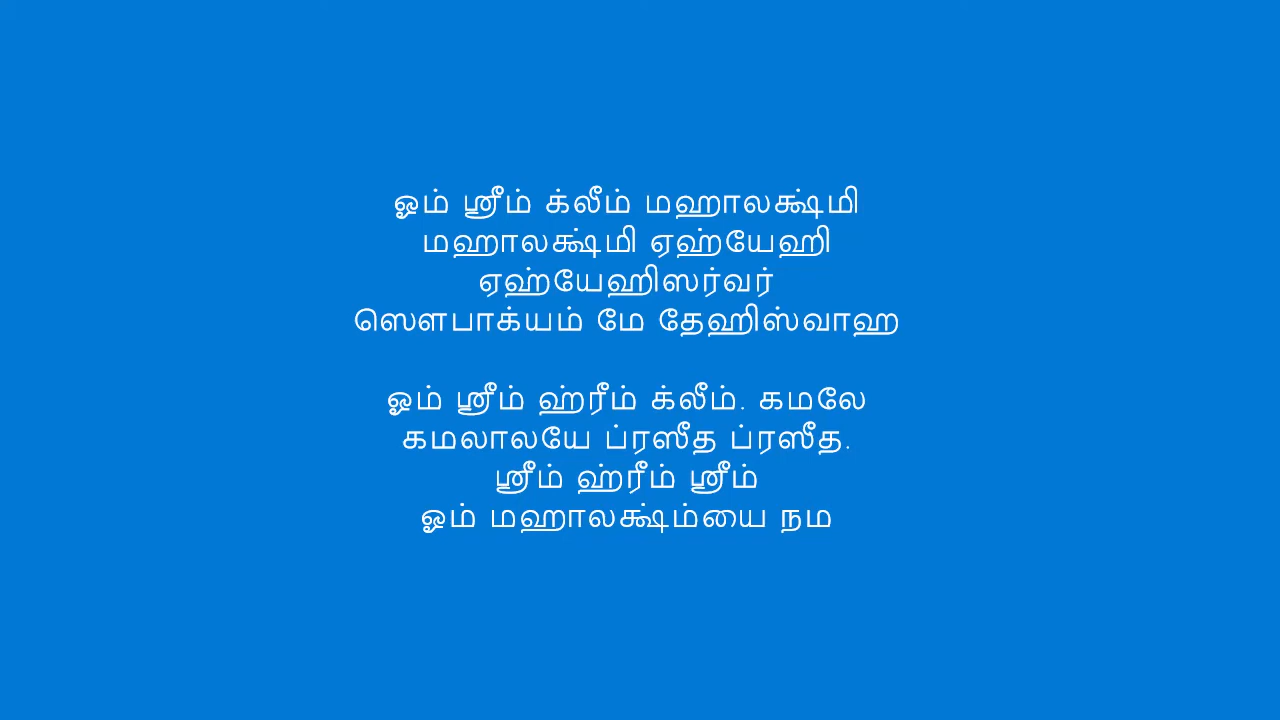 ஓம் ஸ்ரீம் க்லீம் மஹாலக்ஷ்மி
மஹாலக்ஷ்மி ஏஹ்யேஹி
ஏஹ்யேஹிஸர்வர்
ஸௌபாக்யம் மே தேஹிஸ்வாஹ
ஓம் ஸ்ரீம் ஹ்ரீம் க்லீம். கமலே
கமலாலயே ப்ரஸீத ப்ரஸீத.
ஸ்ரீம் ஹ்ரீம் ஸ்ரீம்
ஓம் மஹாலக்ஷ்ம்யை நம